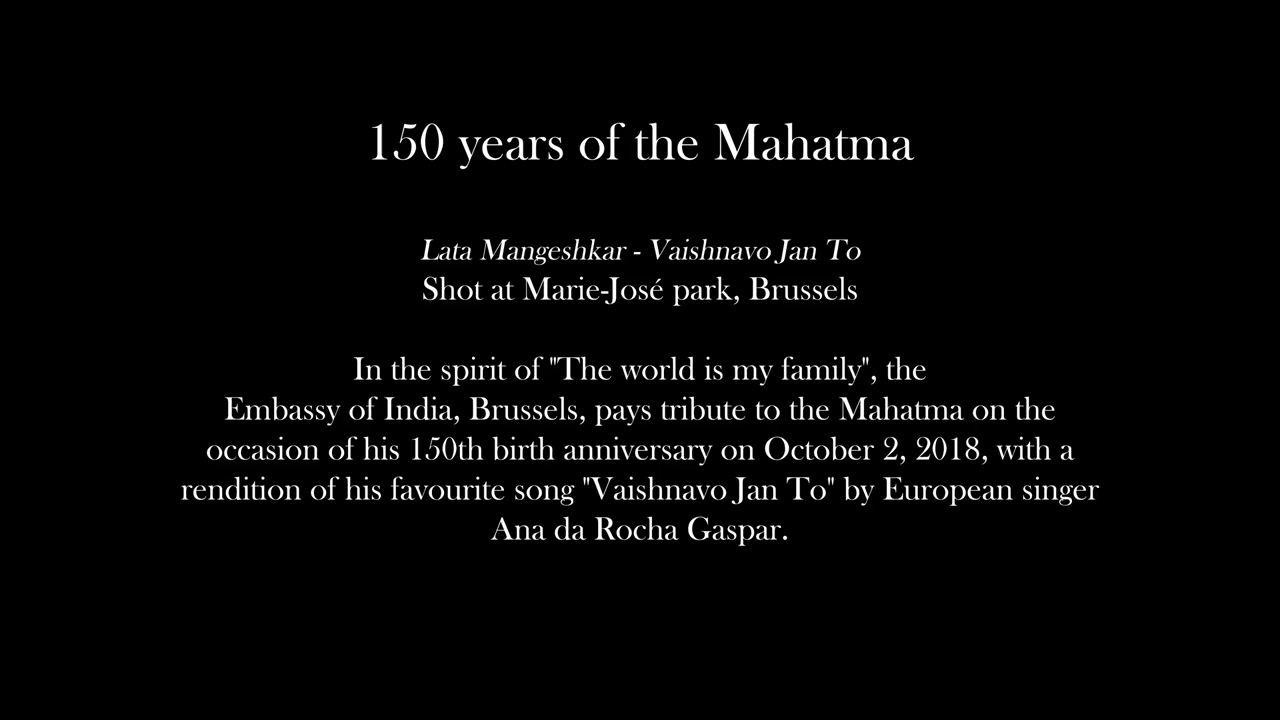 150 years of the Mahatma
Lata Mangeshkar - Vaishnavo Jan To
Shot at Marie-José park, Brussels
In the spirit of "The world is my family", the
Embassy of India, Brussels, pays tribute to the Mahatma on the
occasion of his 150th birth anniversary on October 2, 2018, with a
rendition of his favourite song "Vaishnavo Jan To" by European singer
Ana da Rocha Gaspar.